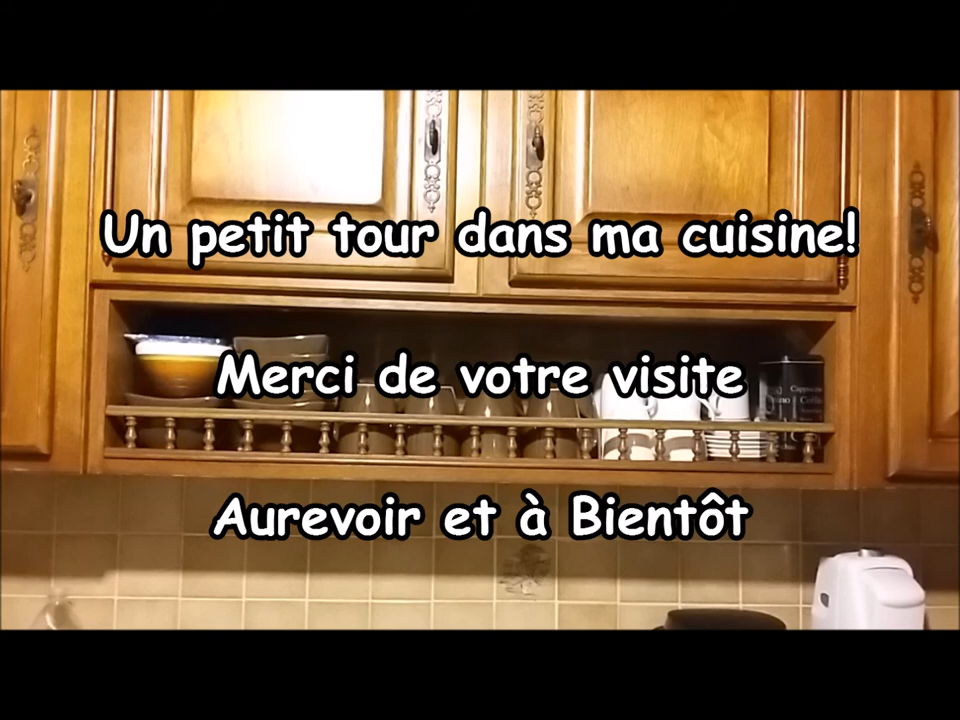 Un petit tour dans ma cuisine!
Merci de votre visite
Aurevoir et à Bientôt